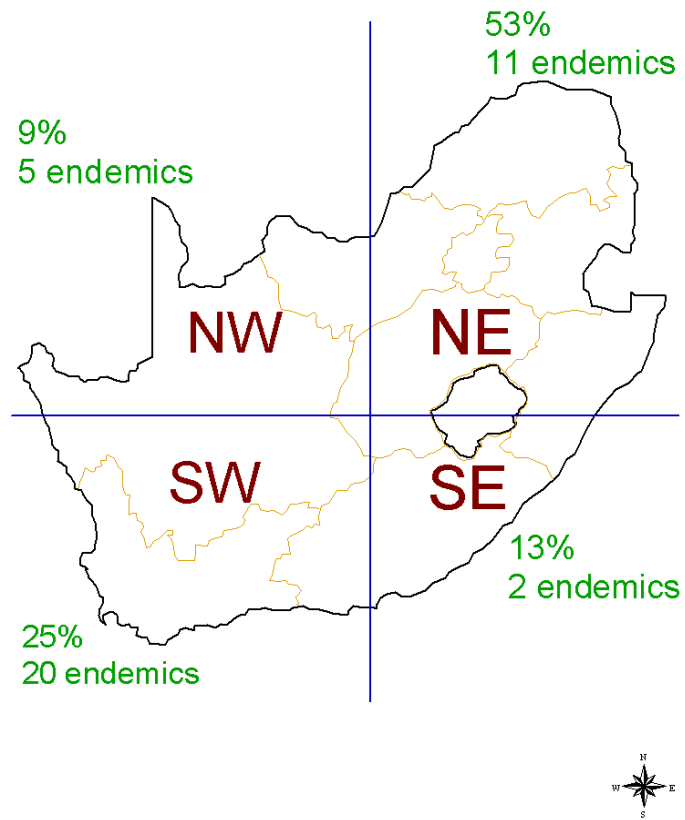 53%
11 endemics
9%
5 endemics
NW
NE
SW
SE
13%
2 endemics
25%
20 endemics
N
W
E
S